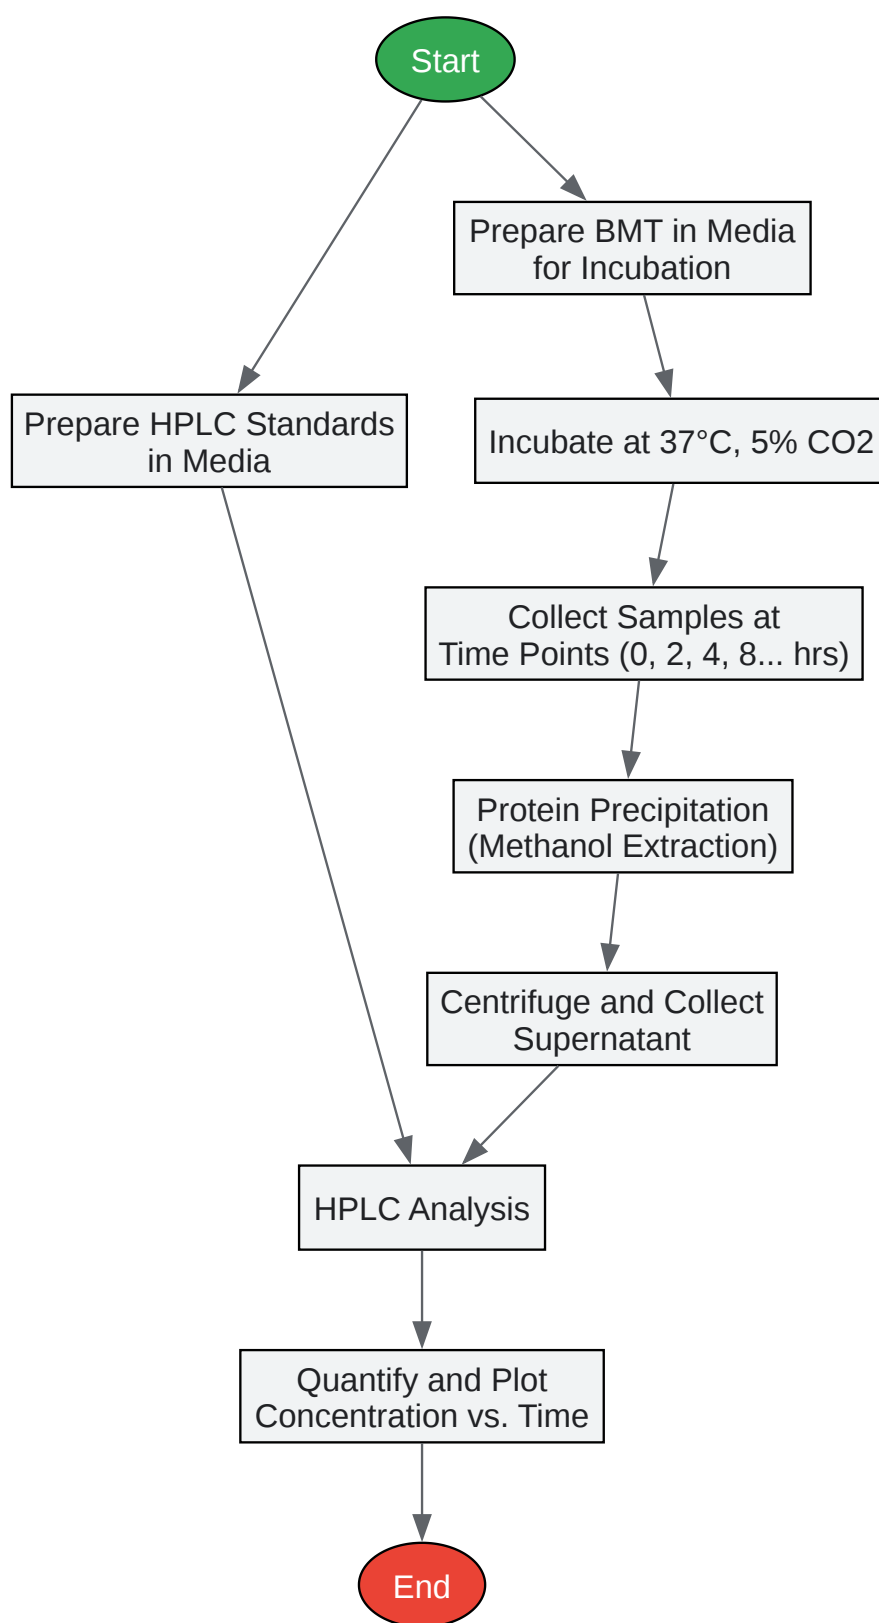 Start
Prepare BMT in Media
for Incubation
Prepare HPLC Standards
in Media
Incubate at 37°C, 5% CO2
Collect Samples at
Time Points (0, 2, 4, 8... hrs)
Protein Precipitation
(Methanol Extraction)
Centrifuge and Collect
Supernatant
HPLC Analysis
Quantify and Plot
Concentration vs. Time
End